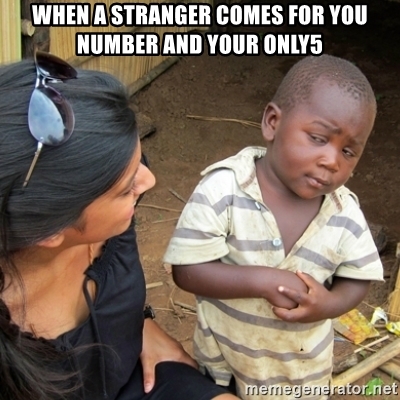 WHEN A STRANGER COMES FOR YOU
NUMBER AND YOUR ONLY5
memegenerator.net